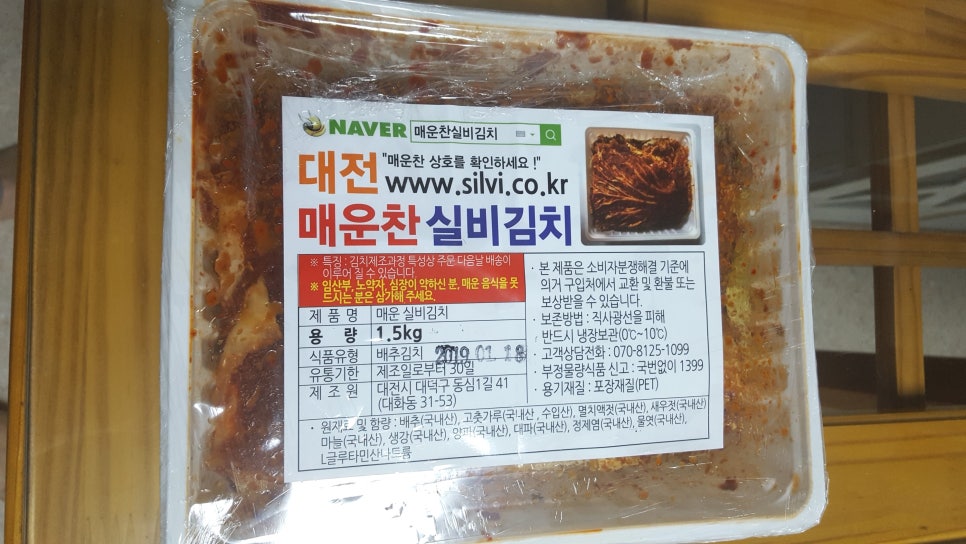 NAVER 매운찬실비김치
대전 "매운찬 상호를 확인하세요 !"
www.silvi.co.kr
매운찬 실비김치
※ 특징 : 김치제조과정 특성상 주문 다음날 배송이
이루어 질 수 있습니다.
※ 임산부, 노약자, 심장이 약하신 분, 매운 음식을 못
드시는 분은 삼가해 주세요.
제 품 명 매운 실비김치
용 량 1.5kg
식품유형 배추김치 2019.01.18
유통기한 제조일로부터 30일
제 조 원 대전시 대덕구 동심1길 41
(대화동 31-53)
· 본 제품은 소비자분쟁해결 기준에
의거 구입처에서 교환 및 환불 또는
보상받을 수 있습니다.
· 보존방법 : 직사광선을 피해
반드시 냉장보관(0℃~10℃)
· 고객상담전화 : 070-8125-1099
· 부정물량식품 신고 : 국번없이 1399
· 용기재질 : 포장재질(PET)
· 원재료 및 함량 : 배추(국내산), 고춧가루(국내산, 수입산), 멸치액젓(국내산), 새우젓(국내산)
마늘(국내산), 생강(국내산), 양파(국내산), 대파(국내산), 정제염(국내산), 물엿(국내산),
L글루타민산나트륨